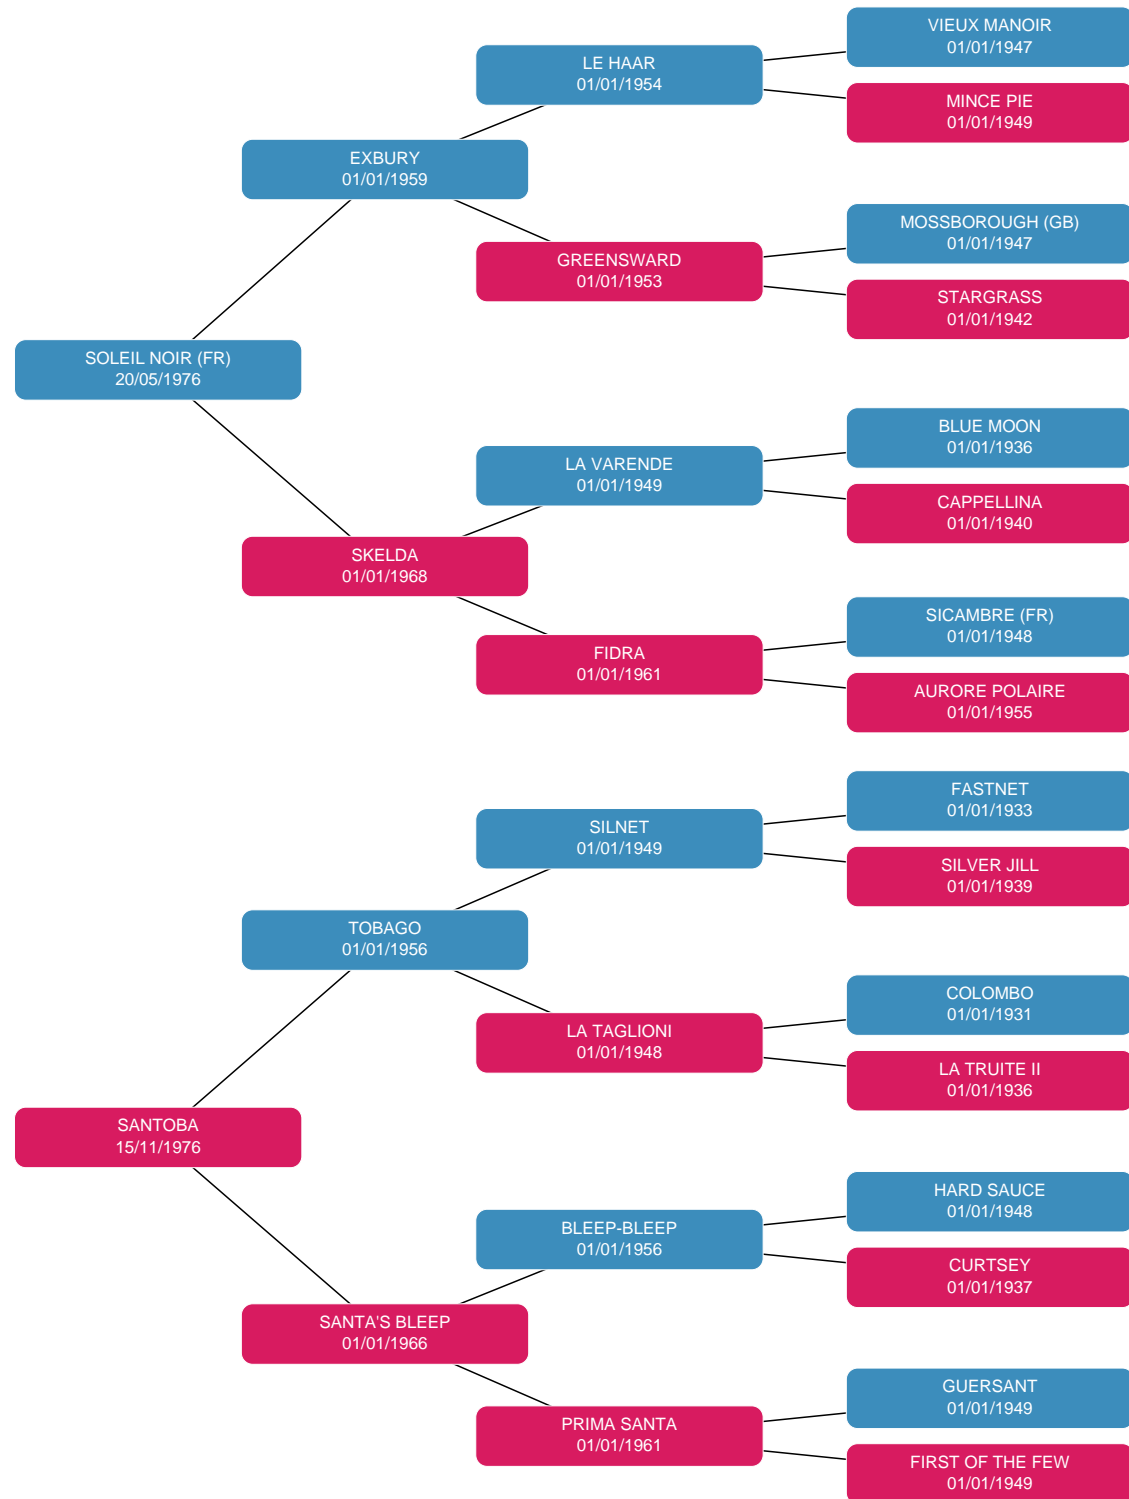 VIEUX MANOIR
01/01/1947
LE HAAR
01/01/1954
MINCE PIE
01/01/1949
EXBURY
01/01/1959
MOSSBOROUGH (GB)
01/01/1947
GREENSWARD
01/01/1953
STARGRASS
01/01/1942
SOLEIL NOIR (FR)
20/05/1976
BLUE MOON
01/01/1936
LA VARENDE
01/01/1949
CAPPELLINA
01/01/1940
SKELDA
01/01/1968
SICAMBRE (FR)
01/01/1948
FIDRA
01/01/1961
AURORE POLAIRE
01/01/1955
FASTNET
01/01/1933
SILNET
01/01/1949
SILVER JILL
01/01/1939
TOBAGO
01/01/1956
COLOMBO
01/01/1931
LA TAGLIONI
01/01/1948
LA TRUITE II
01/01/1936
SANTOBA
15/11/1976
HARD SAUCE
01/01/1948
BLEEP-BLEEP
01/01/1956
CURTSEY
01/01/1937
SANTA'S BLEEP
01/01/1966
GUERSANT
01/01/1949
PRIMA SANTA
01/01/1961
FIRST OF THE FEW
01/01/1949